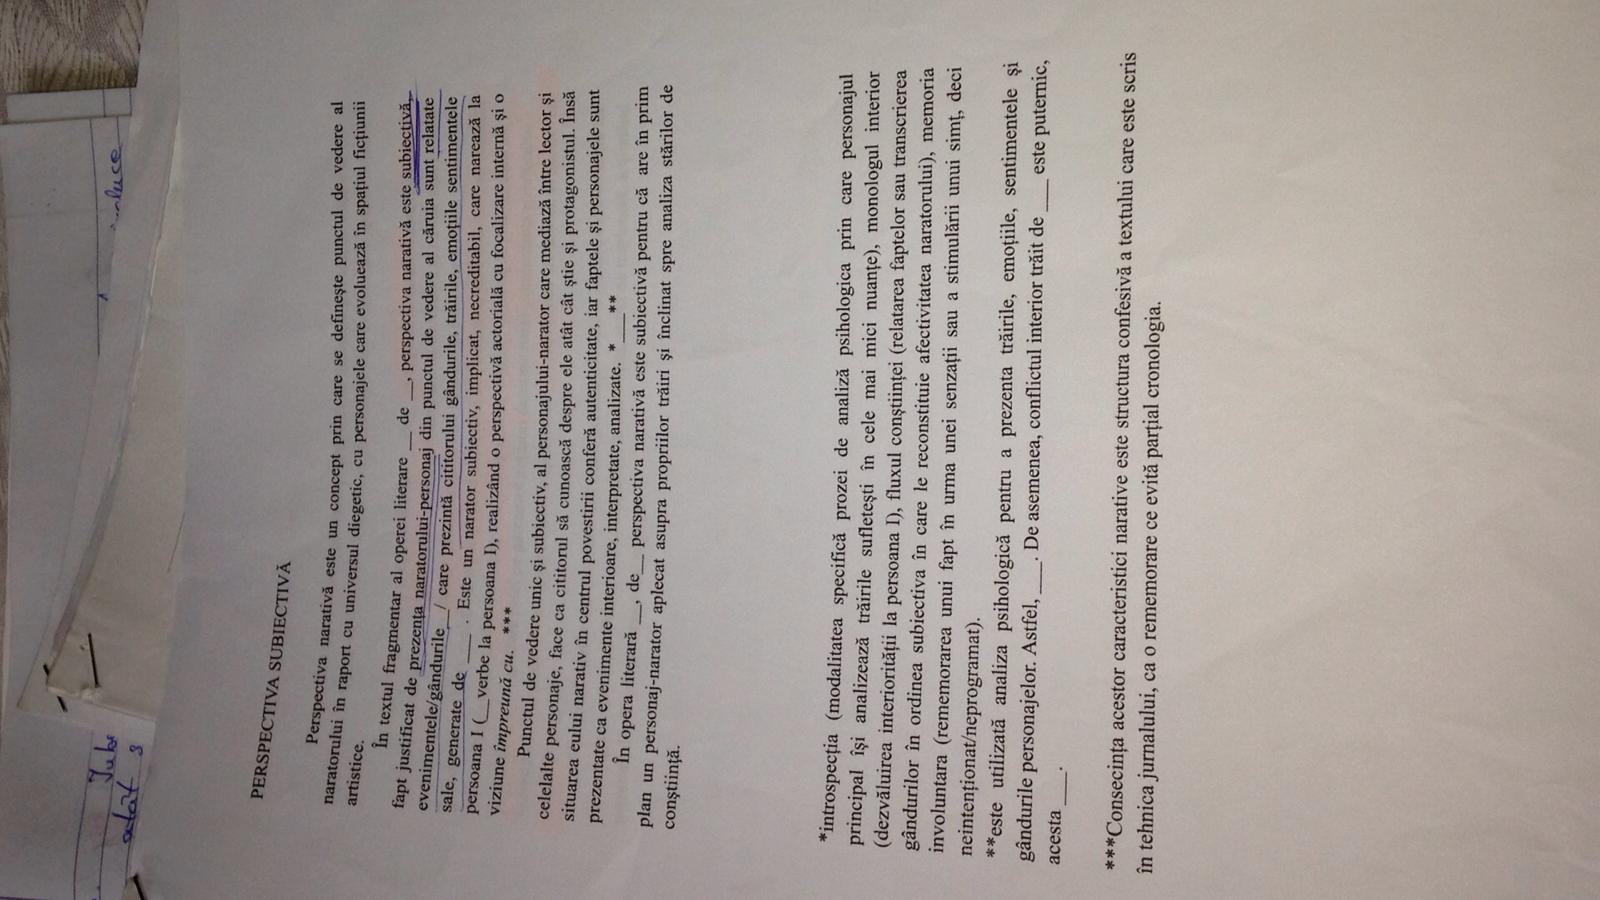 PERSPECTIVA SUBIECTIVĂ
Perspectiva narativă este un concept prin care se definește punctul de vedere al
naratorului în raport cu universul diegetic, cu personajele care evoluează în spațiul ficțiunii
artistice.
În textul fragmentar al operei literare __ de __, perspectiva narativă este subiectivă,
fapt justificat de prezența naratorului-personaj din punctul de vedere al căruia sunt relatate
evenimentele/gândurile __/ care prezintă cititorului gândurile, trăirile, emoțiile sentimentele
sale, generate de ____ . Este un narator subiectiv, implicat, necreditabil, care narează la
persoana I (__verbe la persoana I), realizând o perspectivă actorială cu focalizare internă și o
viziune împreună cu. ***
Punctul de vedere unic și subiectiv, al personajului-narator care mediază între lector și
celelalte personaje, face ca cititorul să cunoască despre ele atât cât știe și protagonistul. Însă
situarea eului narativ în centrul povestirii conferă autenticitate, iar faptele și personajele sunt
prezentate ca evenimente interioare, interpretate, analizate. * ___ **
În opera literară __, de__ perspectiva narativă este subiectivă pentru că are în prim
plan un personaj-narator aplecat asupra propriilor trăiri și înclinat spre analiza stărilor de
conștiință.
*introspecția (modalitatea specifică prozei de analiză psihologica prin care personajul
principal își analizează trăirile sufletești în cele mai mici nuanțe), monologul interior
(dezvăluirea interiorității la persoana I), fluxul conștiinței (relatarea faptelor sau transcrierea
gândurilor în ordinea subiectiva în care le reconstituie afectivitatea naratorului), memoria
involuntara (rememorarea unui fapt în urma unei senzații sau a stimulării unui simț, deci
neintenționat/neprogramat).
**este utilizată analiza psihologică pentru a prezenta trăirile, emoțiile, sentimentele și
gândurile personajelor. Astfel, ____. De asemenea, conflictul interior trăit de ___ este puternic,
acesta ____.
***Consecința acestor caracteristici narative este structura confesivă a textului care este scris
în tehnica jurnalului, ca o rememorare ce evită parțial cronologia.